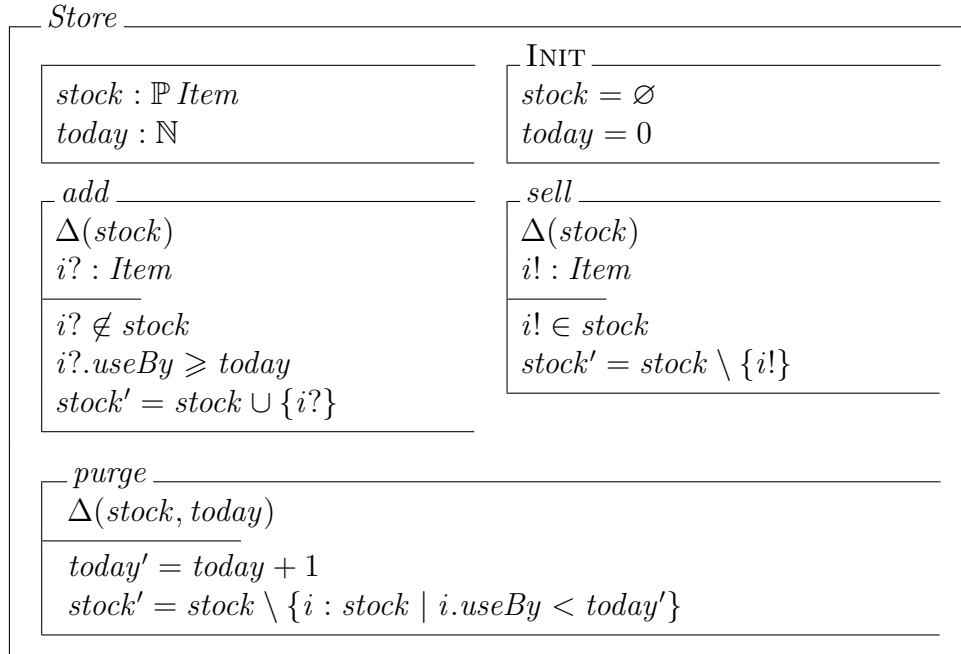 Store
stock : ℙ Item
today : ℕ
INIT
stock = ∅
today = 0
add
Δ(stock)
i? : Item
i? ∉ stock
i?.useBy ⩾ today
stock′ = stock ∪ {i?}
sell
Δ(stock)
i! : Item
i! ∈ stock
stock′ = stock \ {i!}
purge
Δ(stock, today)
today′ = today + 1
stock′ = stock \ {i : stock | i.useBy < today′}